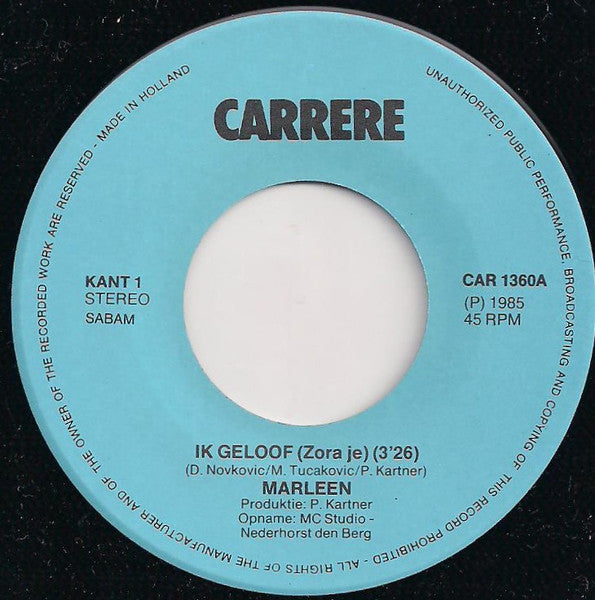 CARRERE
KANT 1
STEREO
SABAM
CAR 1360A
(P) 1985
45 RPM
IK GELOOF (Zora je) (3'26)
(D. Novkovic/M. Tucakovic/P. Kartner)
MARLEEN
Produktie: P. Kartner
Opname: MC Studio -
Nederhorst den Berg
UNAUTHORIZED PUBLIC PERFORMANCE, BROADCASTING AND COPYING OF THIS RECORD PROHIBITED - ALL RIGHTS OF THE MANUFACTURER AND OF THE OWNER OF THE RECORDED WORK ARE RESERVED - MADE IN HOLLAND